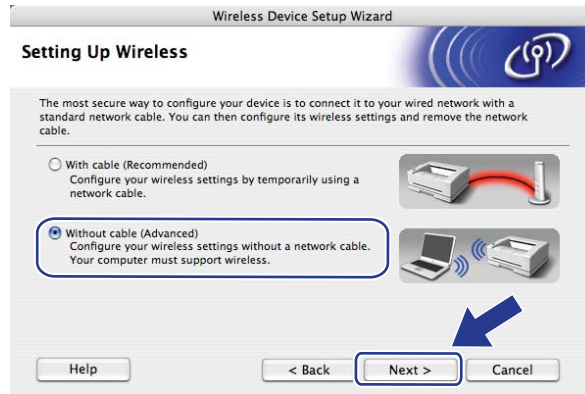 Wireless Device Setup Wizard
Setting Up Wireless
The most secure way to configure your device is to connect it to your wired network with a
standard network cable. You can then configure its wireless settings and remove the network
cable.
With cable (Recommended)
Configure your wireless settings by temporarily using a
network cable.
Without cable (Advanced)
Configure your wireless settings without a network cable.
Your computer must support wireless.
Help
< Back
Next >
Cancel